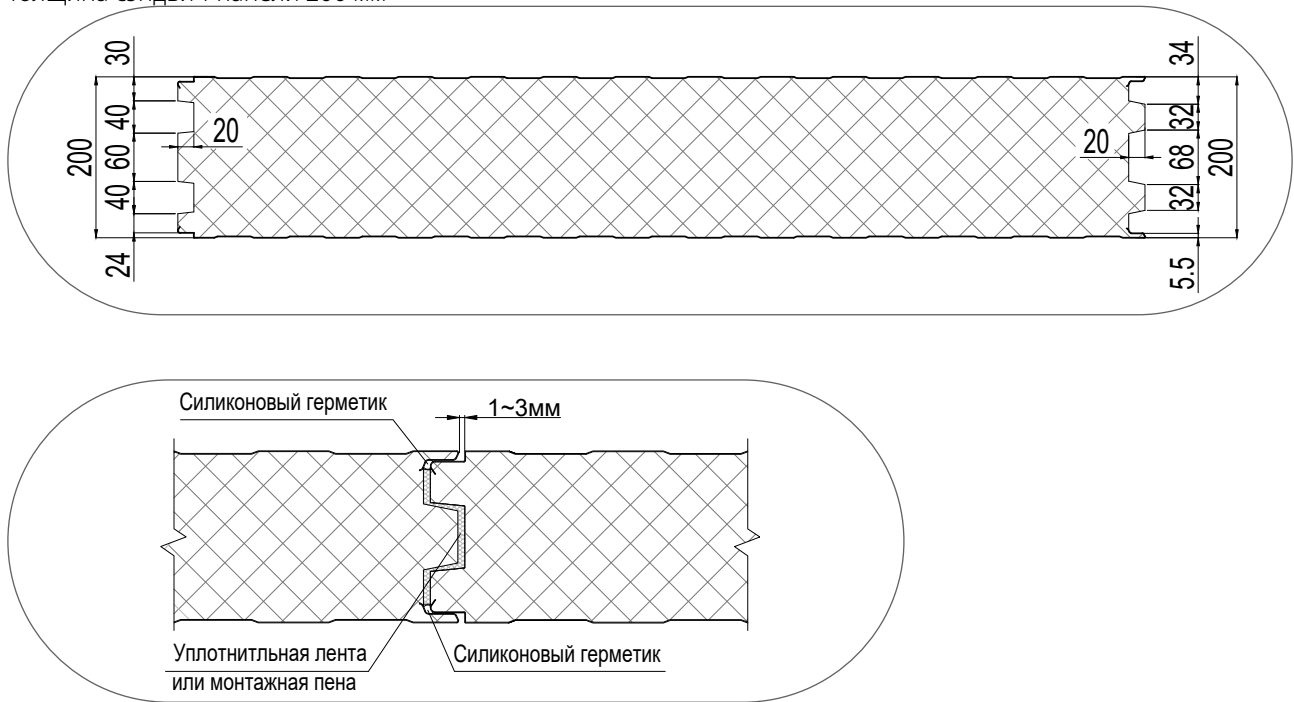 30
40
200
60
40
24
20
20
34
32
68
200
32
5.5
Силиконовый герметик
1~3мм
Уплотнитльная лента
или монтажная пена
Силиконовый герметик